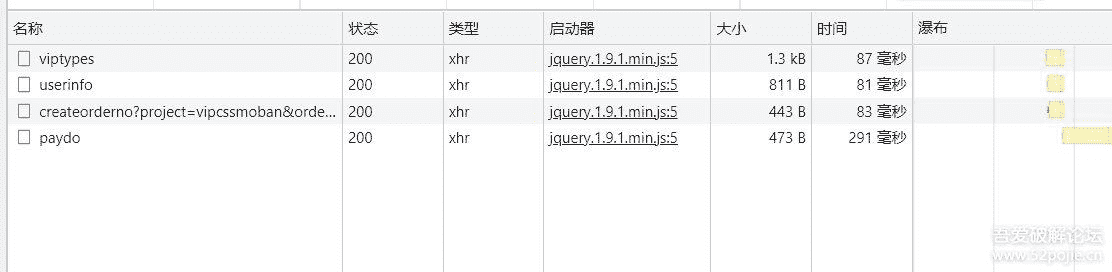 名称 状态 类型 启动器 大小 时间 瀑布
viptypes 200 xhr jquery.1.9.1.min.js:5 1.3 kB 87 毫秒
userinfo 200 xhr jquery.1.9.1.min.js:5 811 B 81 毫秒
createorderno?project=vipcssmoban&orde... 200 xhr jquery.1.9.1.min.js:5 443 B 83 毫秒
paydo 200 xhr jquery.1.9.1.min.js:5 473 B 291 毫秒
吾爱破解论坛
www.52pojie.cn